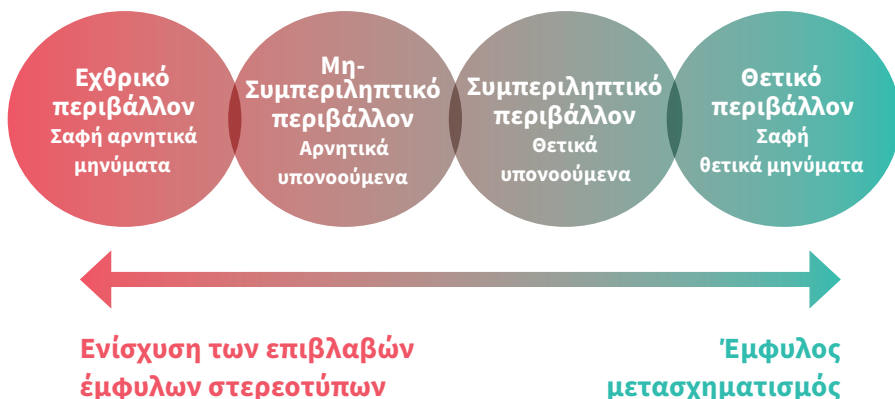 Εχθρικό
περιβάλλον
Σαφή αρνητικά
μηνύματα
Μη-
Συμπεριληπτικό
περιβάλλον
Αρνητικά
υπονοούμενα
Συμπεριληπτικό
περιβάλλον
Θετικά
υπονοούμενα
Θετικό
περιβάλλον
Σαφή
θετικά μηνύματα
Ενίσχυση των επιβλαβών
έμφυλων στερεοτύπων
Έμφυλος
μετασχηματισμός